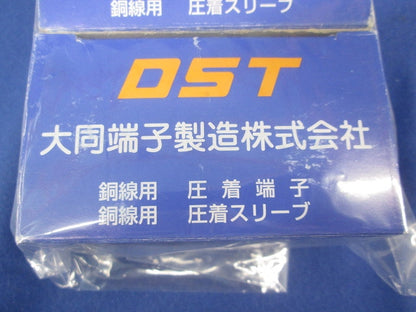 銅線用 圧着スリーブ
DST
大同端子製造株式会社
銅線用 圧着端子
銅線用 圧着スリーブ